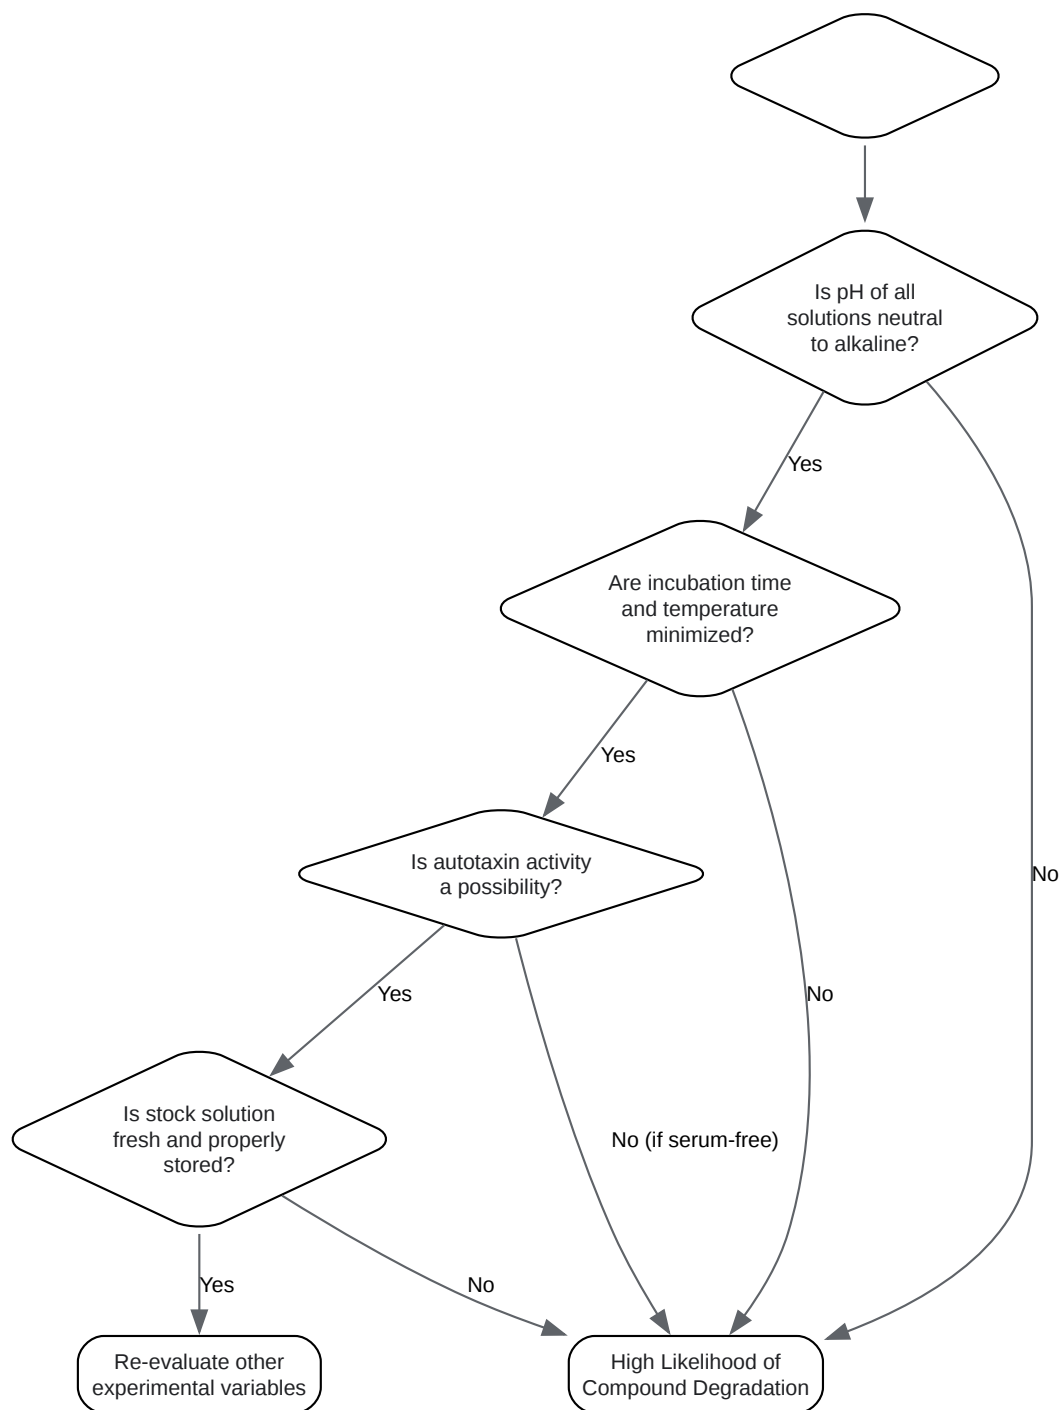 Is pH of all
solutions neutral
to alkaline?
Yes
Are incubation time
and temperature
minimized?
Yes
No
Is autotaxin activity
a possibility?
Yes
No
No (if serum-free)
Is stock solution
fresh and properly
stored?
Yes
No
Re-evaluate other
experimental variables
High Likelihood of
Compound Degradation